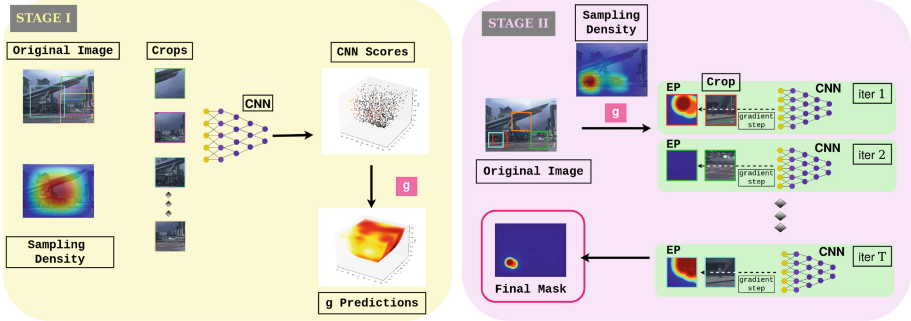 STAGE I
Original Image
Crops
CNN
CNN Scores
g
Sampling
Density
g Predictions
STAGE II
Sampling
Density
g
Original Image
EP
Crop
CNN
iter 1
gradient
step
EP
CNN
iter 2
gradient
step
EP
CNN
iter T
gradient
step
Final Mask